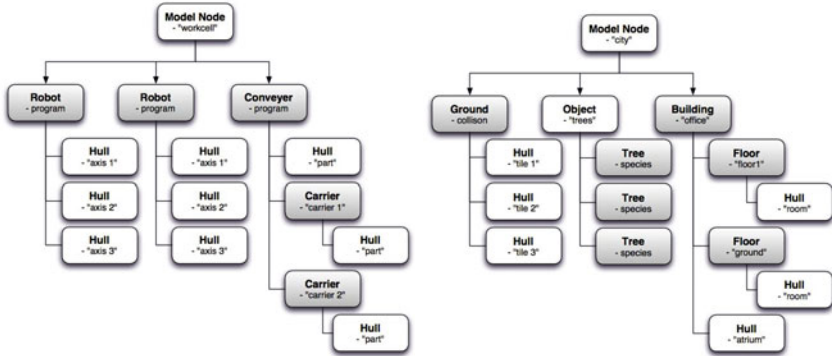 Model Node
- "workcell"
Robot
- program
Robot
- program
Conveyer
- program
Hull
- "axis 1"
Hull
- "axis 2"
Hull
- "axis 3"
Hull
- "axis 1"
Hull
- "axis 2"
Hull
- "axis 3"
Hull
- "part"
Carrier
- "carrier 1"
Hull
- "part"
Carrier
- "carrier 2"
Hull
- "part"
Model Node
- "city"
Ground
- collison
Object
- "trees"
Building
- "office"
Hull
- "tile 1"
Hull
- "tile 2"
Hull
- "tile 3"
Tree
- species
Tree
- species
Tree
- species
Floor
- "floor1"
Hull
- "room"
Floor
- "ground"
Hull
- "room"
Hull
- "atrium"